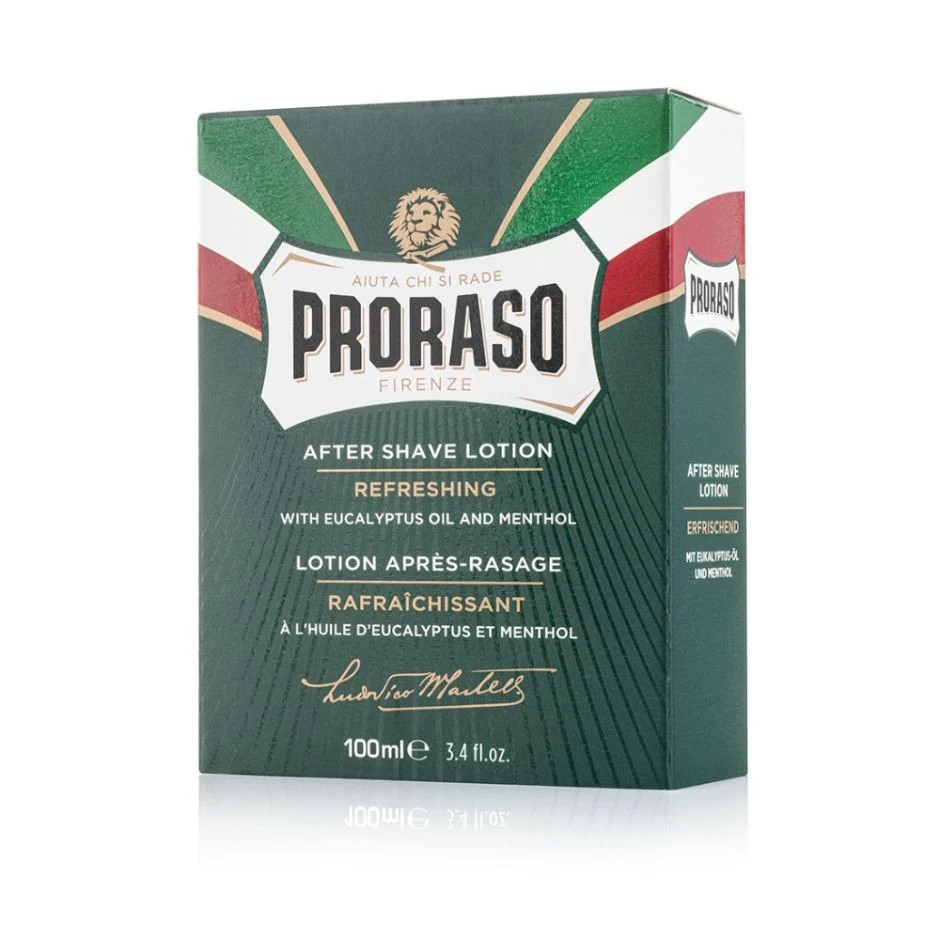 AIUTA CHI SI RADE
PRORASO
FIRENZE
AFTER SHAVE LOTION
REFRESHING
WITH EUCALYPTUS OIL AND MENTHOL
LOTION APRÈS-RASAGE
RAFRAÎCHISSANT
À L'HUILE D'EUCALYPTUS ET MENTHOL
Ludovico Martelli
100ml℮ 3.4 fl.oz.
PRORASO
AFTER SHAVE
LOTION
ERFRISCHEND
MIT EUKALYPTUS-ÖL
UND MENTHOL